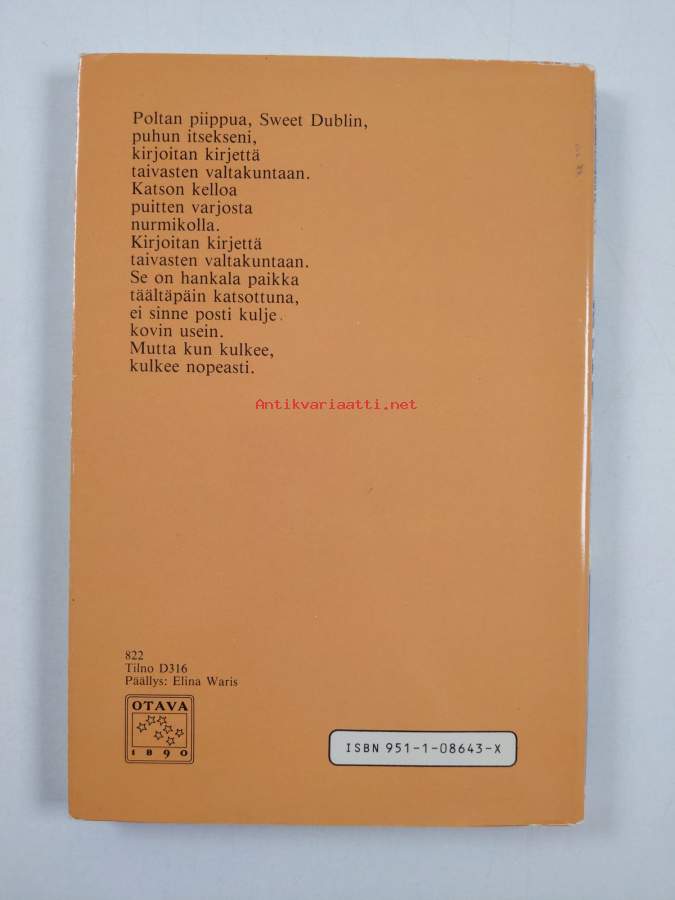 Poltan piippua, Sweet Dublin,
puhun itsekseni,
kirjoitan kirjettä
taivasten valtakuntaan.
Katson kelloa
puitten varjosta
nurmikolla.
Kirjoitan kirjettä
taivasten valtakuntaan.
Se on hankala paikka
täältäpäin katsottuna,
ei sinne posti kulje
kovin usein.
Mutta kun kulkee,
kulkee nopeasti.
Antikvariaatti.net
822
Tilno D316
Päällys: Elina Waris
OTAVA
1890
ISBN 951-1-08643-X